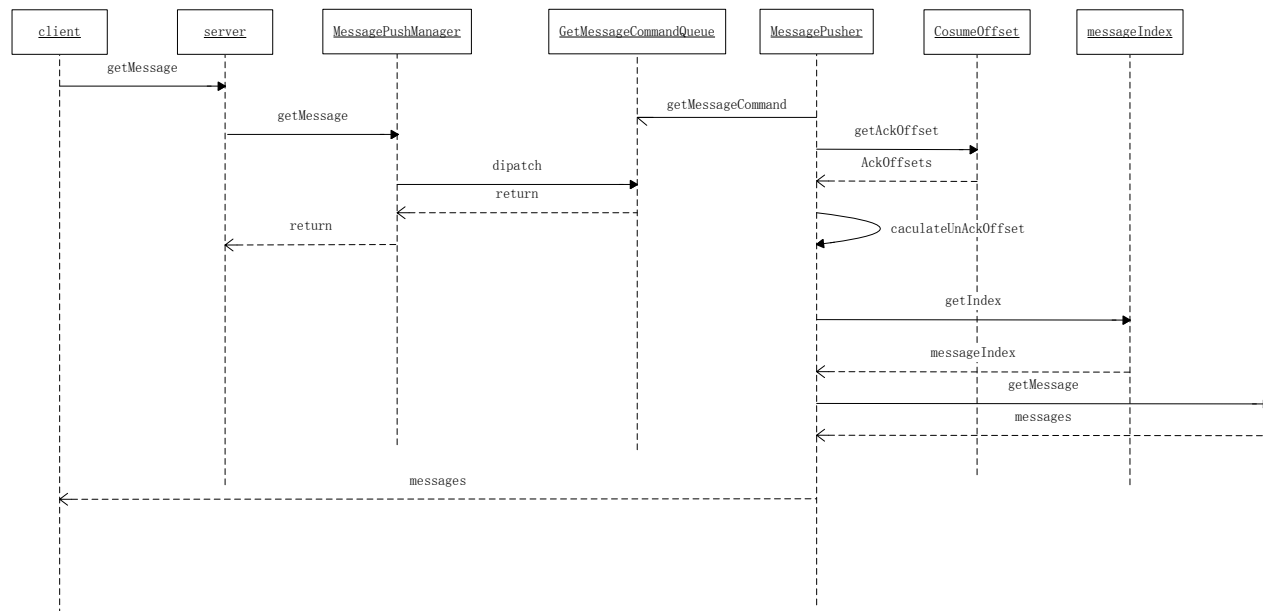 client
server
MessagePushManager
GetMessageCommandQueue
MessagePusher
CosumeOffset
messageIndex
getMessage
getMessageCommand
getMessage
getAckOffset
AckOffsets
dipatch
return
return
caculateUnAckOffset
getIndex
messageIndex
getMessage
messages
messages